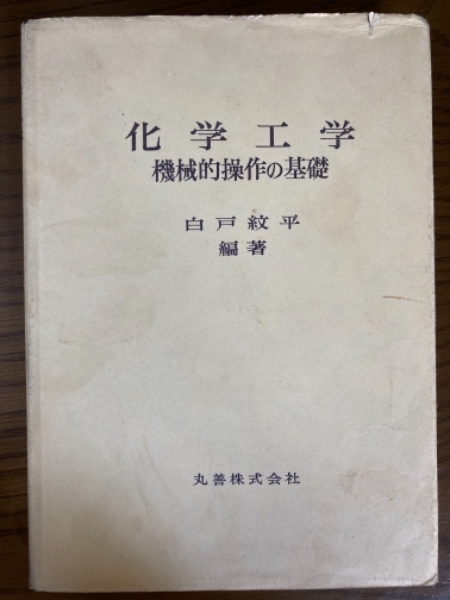 化学工学
機械的操作の基礎
白戸紋平
編著
丸善株式会社